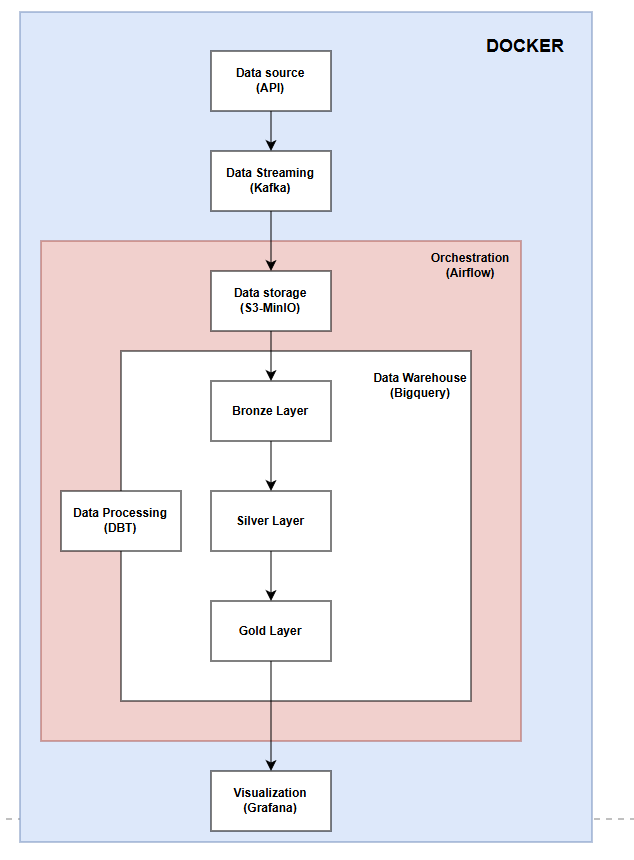 DOCKER
Data source
(API)
Data Streaming
(Kafka)
Orchestration
(Airflow)
Data storage
(S3-MinIO)
Data Warehouse
(Bigquery)
Bronze Layer
Data Processing
(DBT)
Silver Layer
Gold Layer
Visualization
(Grafana)